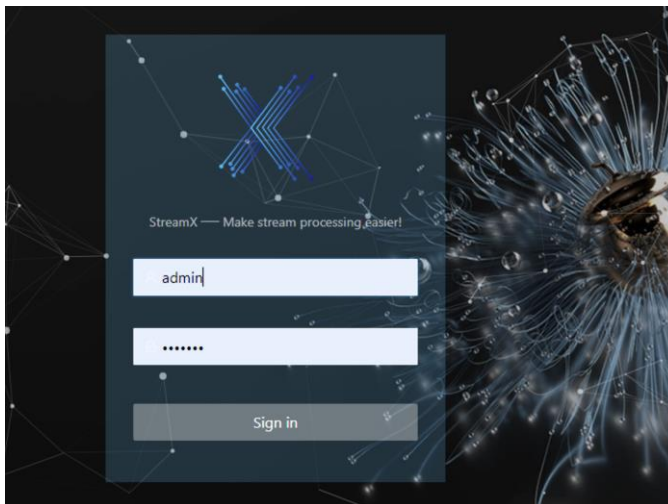 StreamX — Make stream processing easier!
admin
•••••••
Sign in